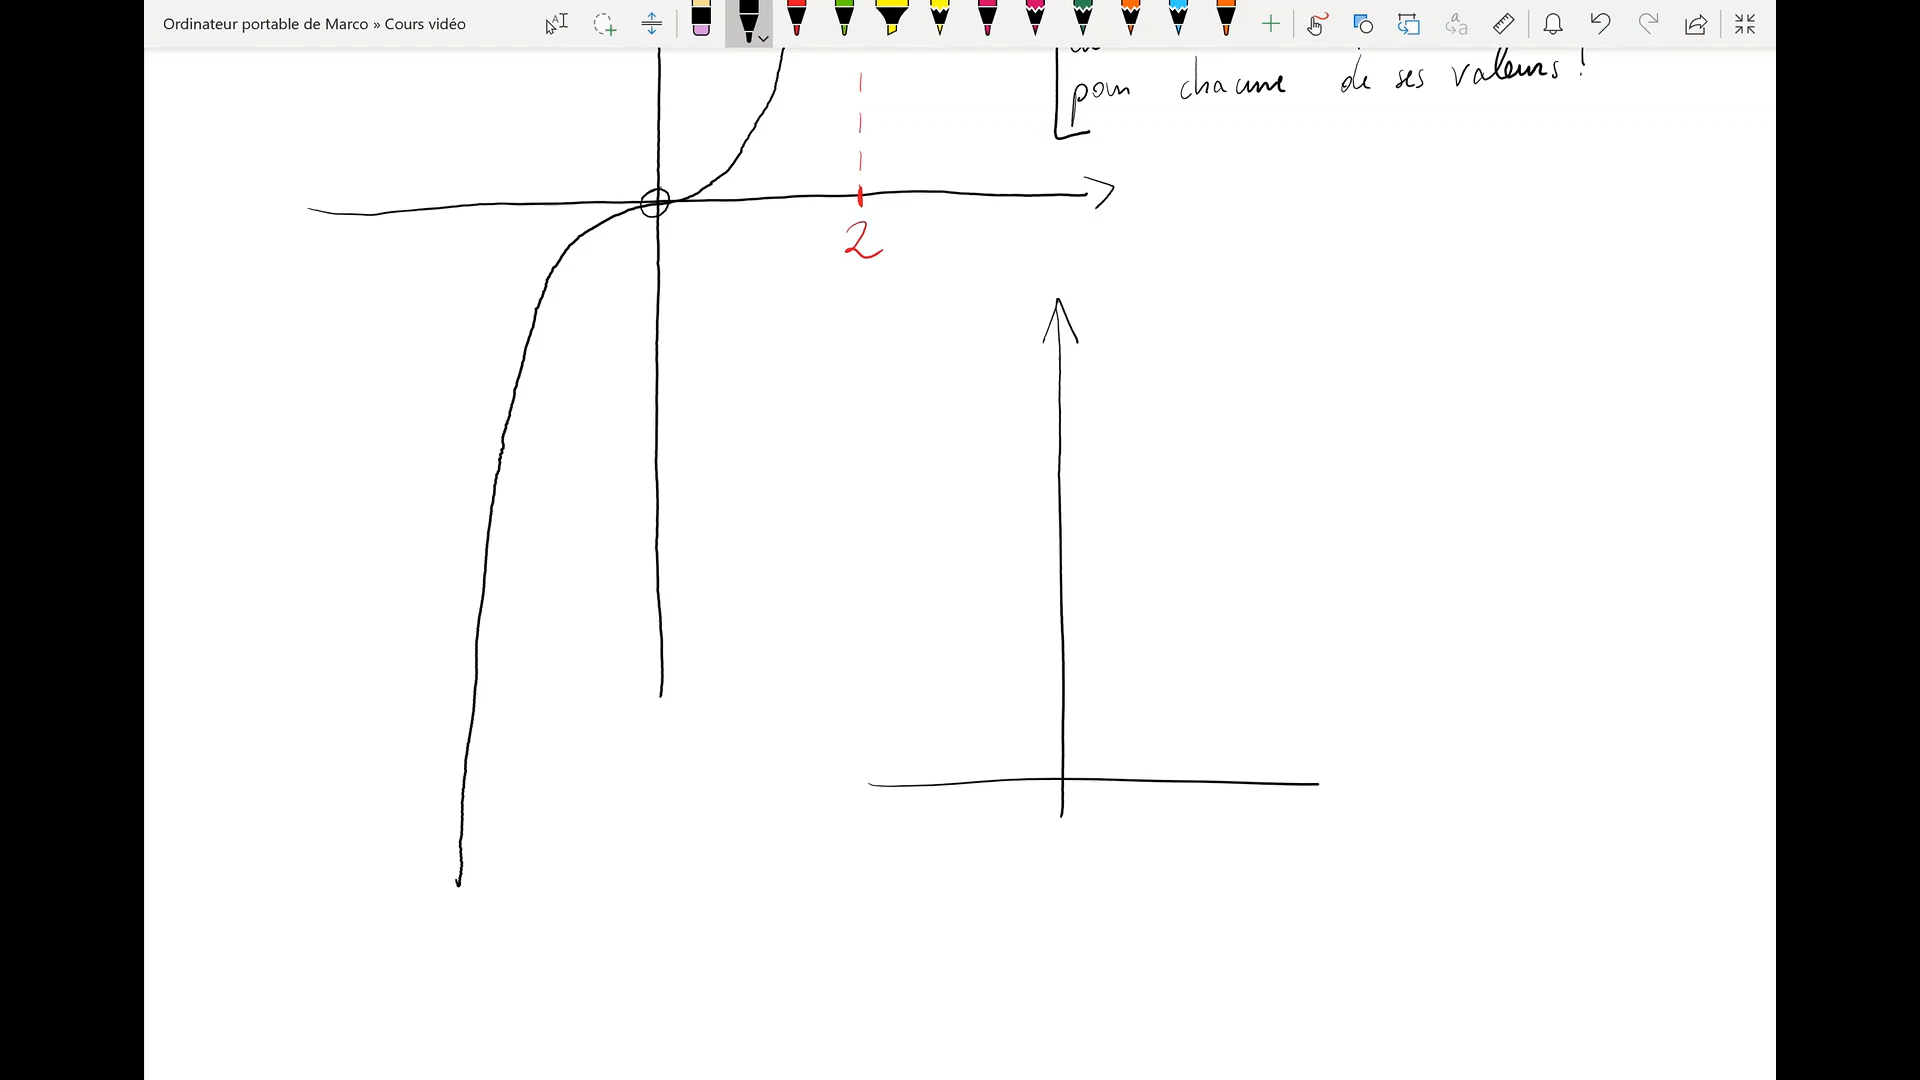 Ordinateur portable de Marco » Cours vidéo
pour chacune de ses valeurs !
2